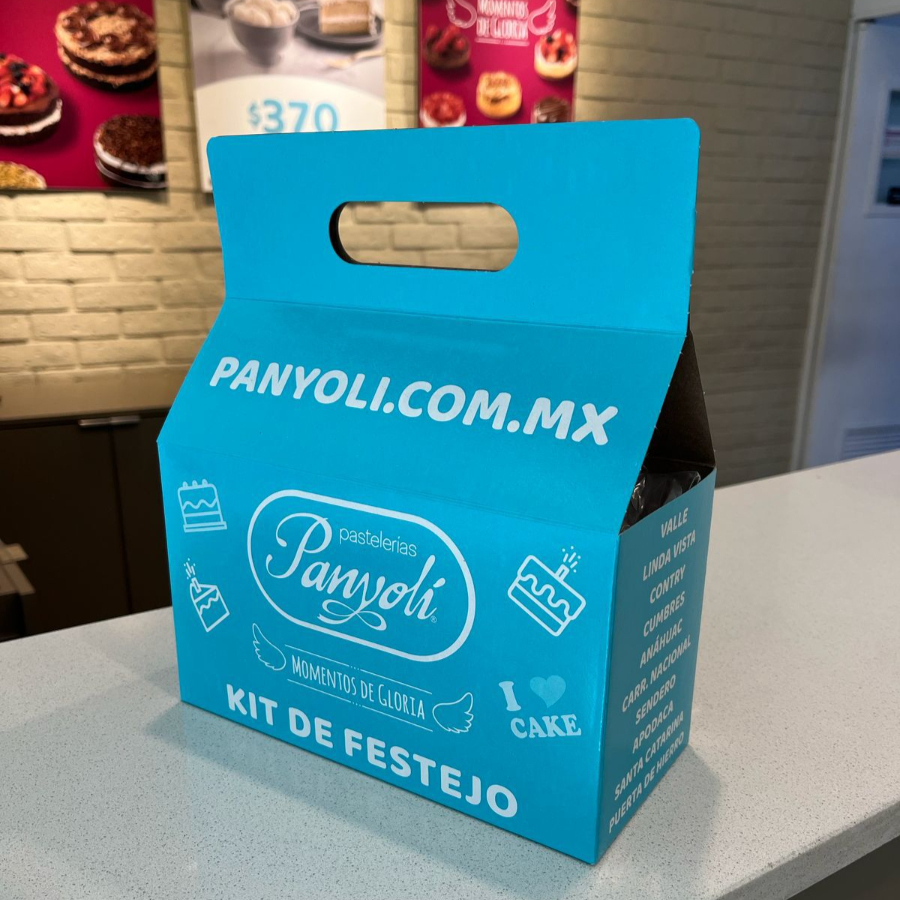 MOMENTOS
DE GLORIA
$370
PANYOLI.COM.MX
pastelerias
Panyolí
®
MOMENTOS DE GLORIA
I
CAKE
KIT DE FESTEJO
VALLE
LINDA VISTA
CONTRY
CUMBRES
ANÁHUAC
CARR. NACIONAL
SENDERO
APODACA
SANTA CATARINA
PUERTA DE HIERRO